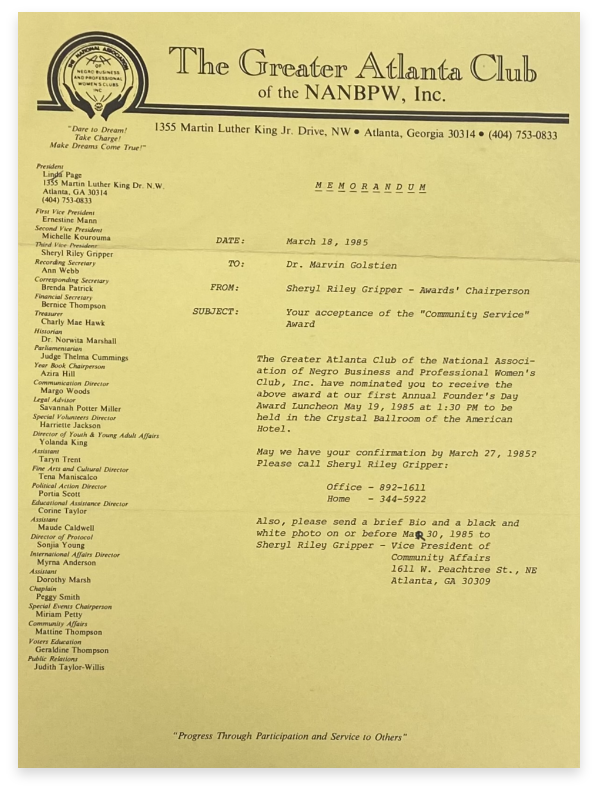 THE NATIONAL ASSOCIATION
OF
NEGRO BUSINESS
AND PROFESSIONAL
WOMEN'S CLUBS
INC
The Greater Atlanta Club
of the NANBPW, Inc.
"Dare to Dream!
Take Charge!
Make Dreams Come True!"
1355 Martin Luther King Jr. Drive, NW • Atlanta, Georgia 30314 • (404) 753-0833
President
Linda Page
1355 Martin Luther King Dr. N.W.
Atlanta, GA 30314
(404) 753-0833
First Vice President
Ernestine Mann
Second Vice President
Michelle Kourouma
Third Vice President
Sheryl Riley Gripper
Recording Secretary
Ann Webb
Corresponding Secretary
Brenda Patrick
Financial Secretary
Bernice Thompson
Treasurer
Charly Mae Hawk
Historian
Dr. Norwita Marshall
Parliamentarian
Judge Thelma Cummings
Year Book Chairperson
Azira Hill
Communication Director
Margo Woods
Legal Advisor
Savannah Potter Miller
Special Volunteers Director
Harriette Jackson
Director of Youth & Young Adult Affairs
Yolanda King
Assistant
Taryn Trent
Fine Arts and Cultural Director
Tena Maniscalco
Political Action Director
Portia Scott
Educational Assistance Director
Corine Taylor
Assistant
Maude Caldwell
Director of Protocol
Sonjia Young
International Affairs Director
Myrna Anderson
Assistant
Dorothy Marsh
Chaplain
Peggy Smith
Special Events Chairperson
Miriam Petty
Community Affairs
Mattine Thompson
Voters Education
Geraldine Thompson
Public Relations
Judith Taylor-Willis
MEMORANDUM
DATE: March 18, 1985
TO: Dr. Marvin Golstien
FROM: Sheryl Riley Gripper - Awards' Chairperson
SUBJECT: Your acceptance of the "Community Service"
Award
The Greater Atlanta Club of the National Associ-
ation of Negro Business and Professional Women's
Club, Inc. have nominated you to receive the
above award at our first Annual Founder's Day
Award Luncheon May 19, 1985 at 1:30 PM to be
held in the Crystal Ballroom of the American
Hotel.
May we have your confirmation by March 27, 1985?
Please call Sheryl Riley Gripper:
Office - 892-1611
Home - 344-5922
Also, please send a brief Bio and a black and
white photo on or before MaR 30, 1985 to
Sheryl Riley Gripper - Vice President of
Community Affairs
1611 W. Peachtree St., NE
Atlanta, GA 30309
"Progress Through Participation and Service to Others"